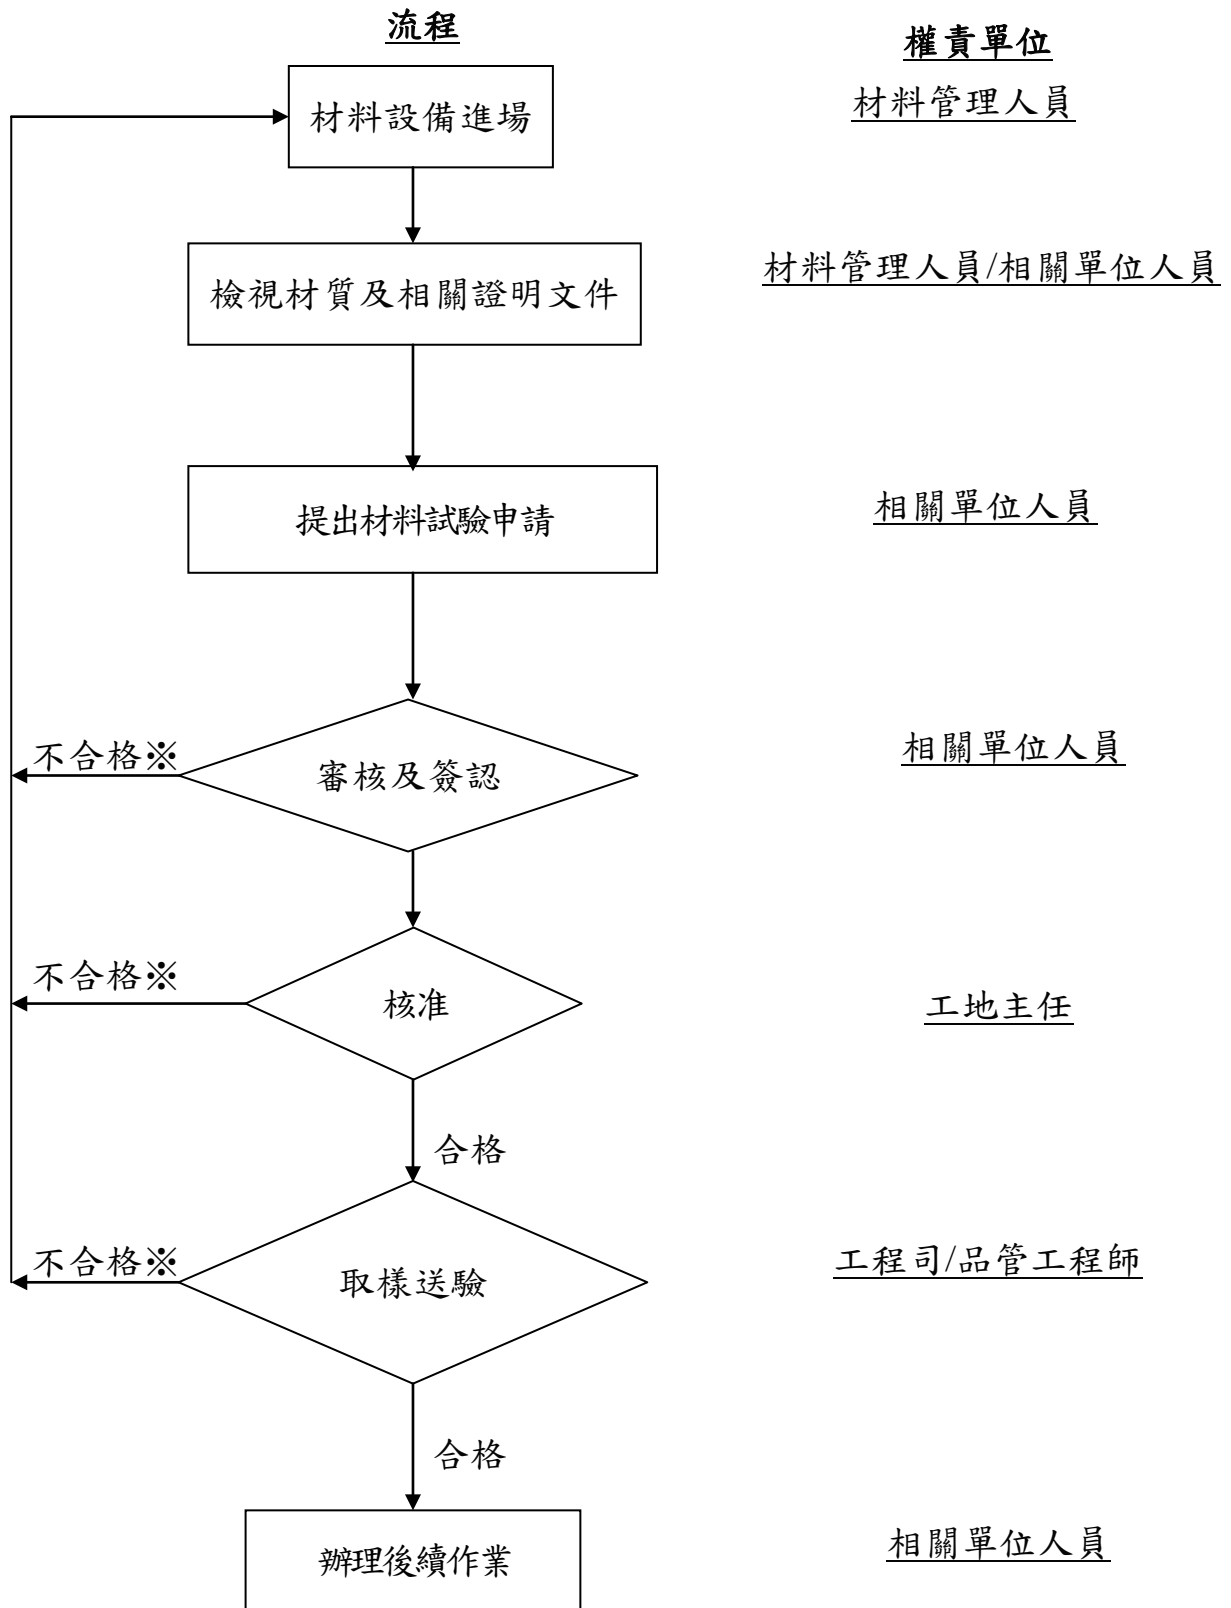 流程
權責單位
材料設備進場
材料管理人員
檢視材質及相關證明文件
材料管理人員/相關單位人員
提出材料試驗申請
相關單位人員
不合格※
審核及簽認
相關單位人員
不合格※
核准
工地主任
合格
不合格※
取樣送驗
工程司/品管工程師
合格
辦理後續作業
相關單位人員